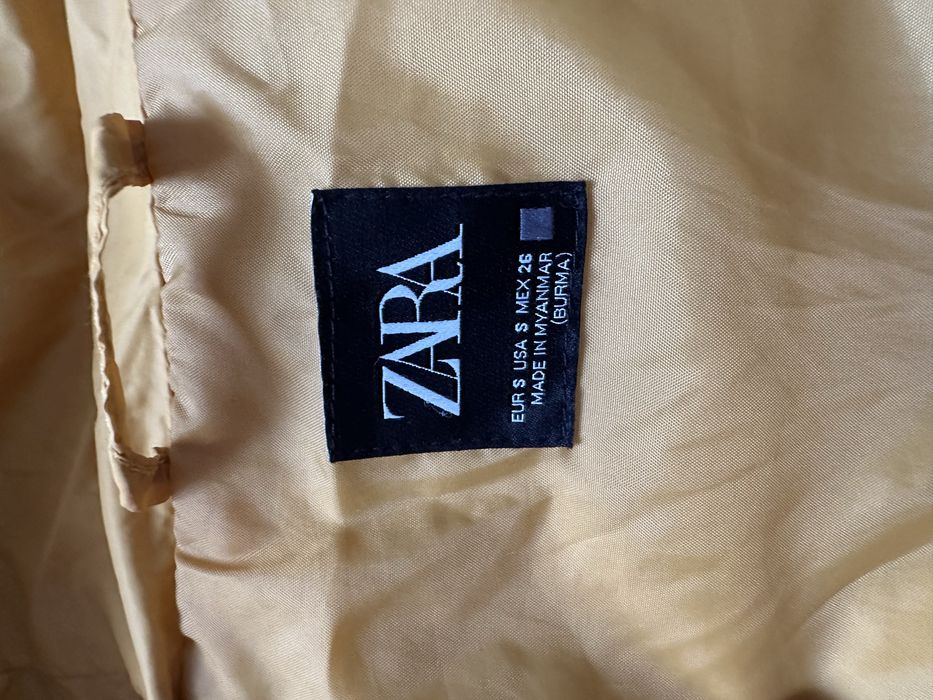 ZARA
EUR S USA S MEX 26
MADE IN MYANMAR
(BURMA)